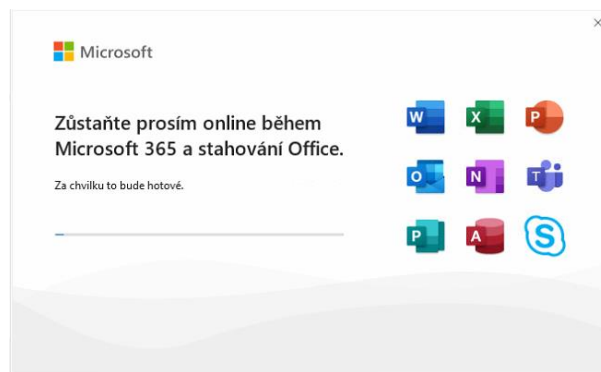 Microsoft
Zůstaňte prosím online během
Microsoft 365 a stahování Office.
Za chvilku to bude hotové.
W X P
O N T
P A S